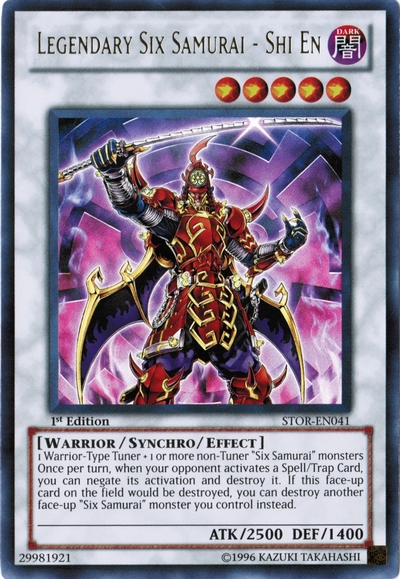 Legendary Six Samurai - Shi En
DARK
闇
1st Edition
STOR-EN041
[Warrior / Synchro / Effect]
1 Warrior-Type Tuner + 1 or more non-Tuner "Six Samurai" monsters
Once per turn, when your opponent activates a Spell/Trap Card,
you can negate its activation and destroy it. If this face-up
card on the field would be destroyed, you can destroy another
face-up "Six Samurai" monster you control instead.
ATK/2500 DEF/1400
29981921
©1996 KAZUKI TAKAHASHI